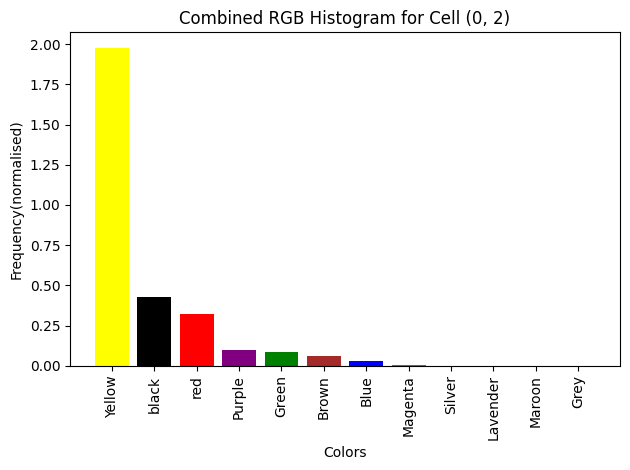 Combined RGB Histogram for Cell (0, 2)
Frequency(normalised)
2.00
1.75
1.50
1.25
1.00
0.75
0.50
0.25
0.00
Yellow
black
red
Purple
Green
Brown
Blue
Magenta
Silver
Lavender
Maroon
Grey
Colors